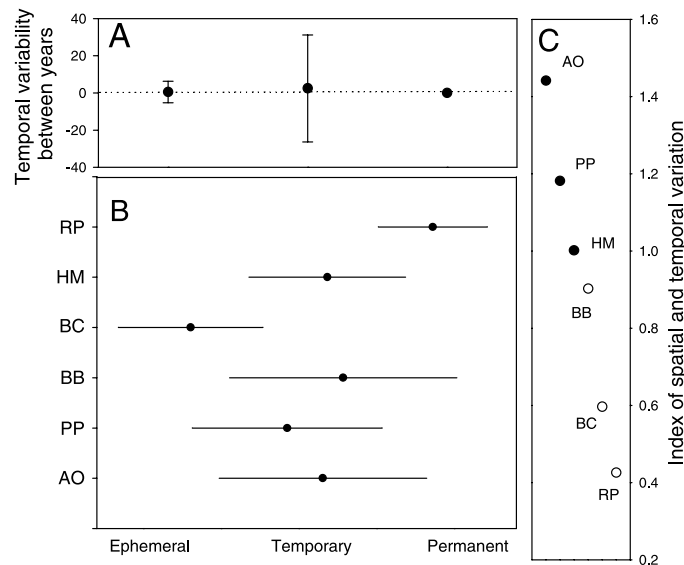 Temporal variability
between years
40
20
0
-20
-40
A
B
RP
HM
BC
BB
PP
AO
Ephemeral Temporary Permanent
C
AO
PP
HM
BB
BC
RP
1.6
1.4
1.2
1.0
0.8
0.6
0.4
0.2
Index of spatial and temporal variation